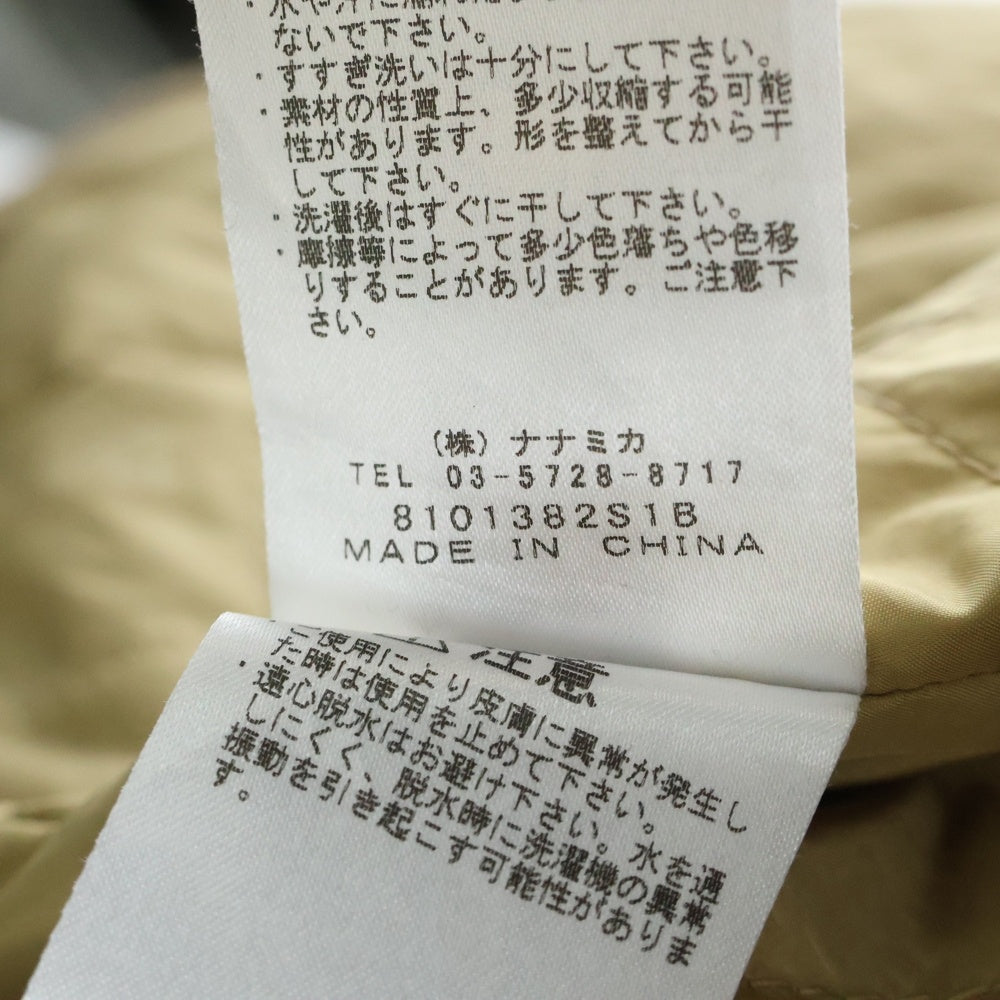 ないで下さい。
・すすぎ洗いは十分にして下さい。
・素材の性質上、多少収縮する可能
性があります。形を整えてから干
して下さい。
・洗濯後はすぐに干して下さい。
・摩擦等によって多少色落ちや色移
りすることがあります。ご注意下
さい。
(株)ナナミカ
TEL 03-5728-8717
8101382S1B
MADE IN CHINA
注意
ご使用により皮膚に異常が発生し
た時は使用を止めて下さい。
・遠心脱水はお避け下さい。水を通
しにくく、脱水時に洗濯機の異常
振動を引き起こす可能性がありま
す。